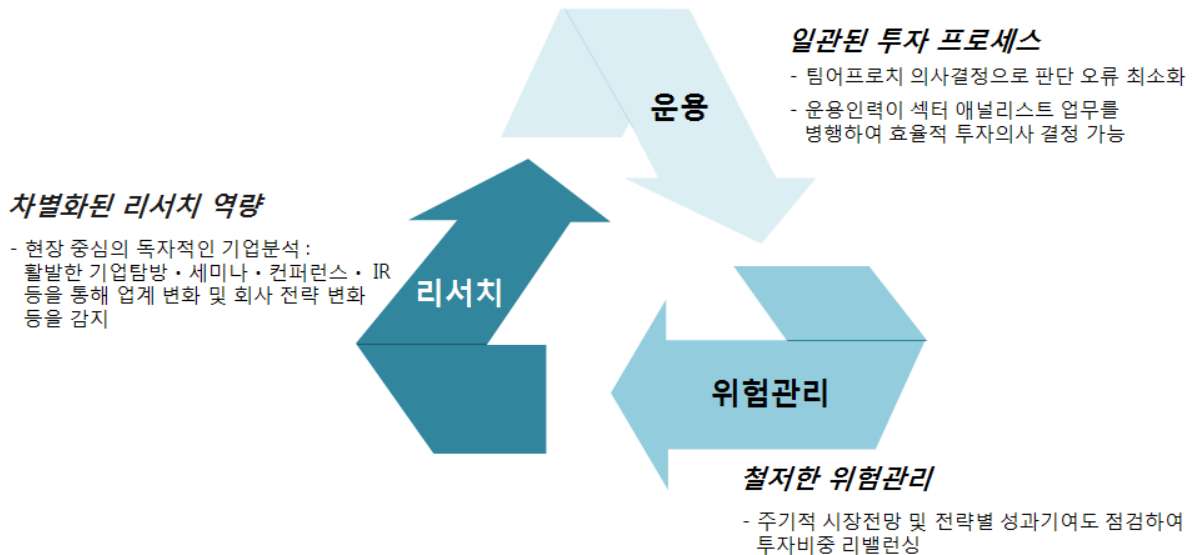 일관된 투자 프로세스
- 팀어프로치 의사결정으로 판단 오류 최소화
- 운용인력이 섹터 애널리스트 업무를
병행하여 효율적 투자의사 결정 가능
운용
차별화된 리서치 역량
- 현장 중심의 독자적인 기업분석 :
활발한 기업탐방・세미나・컨퍼런스・ IR
등을 통해 업계 변화 및 회사 전략 변화
등을 감지
리서치
위험관리
철저한 위험관리
- 주기적 시장전망 및 전략별 성과기여도 점검하여
투자비중 리밸런싱